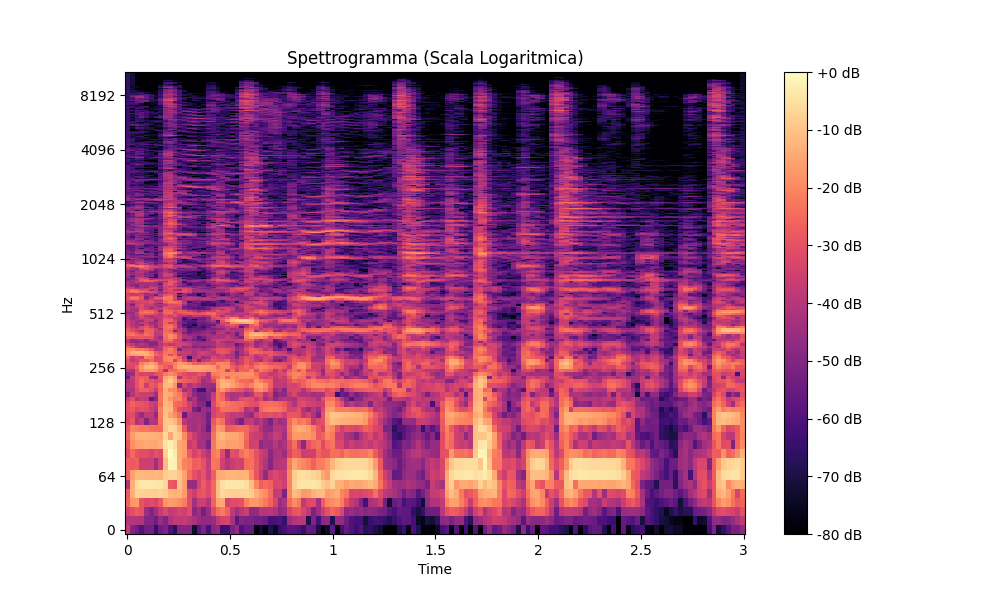 Spettrogramma (Scala Logaritmica)
8192
4096
2048
1024
512
256
128
64
0
Hz
0
0.5
1
1.5
2
2.5
3
Time
+0 dB
-10 dB
-20 dB
-30 dB
-40 dB
-50 dB
-60 dB
-70 dB
-80 dB